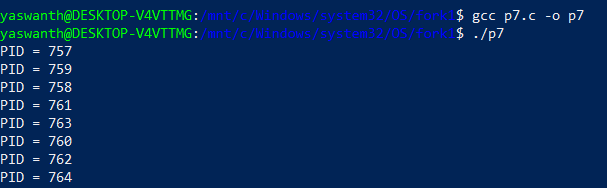 yaswanth@DESKTOP-V4VTTMG:/mnt/c/Windows/system32/OS/fork1$ gcc p7.c -o p7
yaswanth@DESKTOP-V4VTTMG:/mnt/c/Windows/system32/OS/fork1$ ./p7
PID = 757
PID = 759
PID = 758
PID = 761
PID = 763
PID = 760
PID = 762
PID = 764